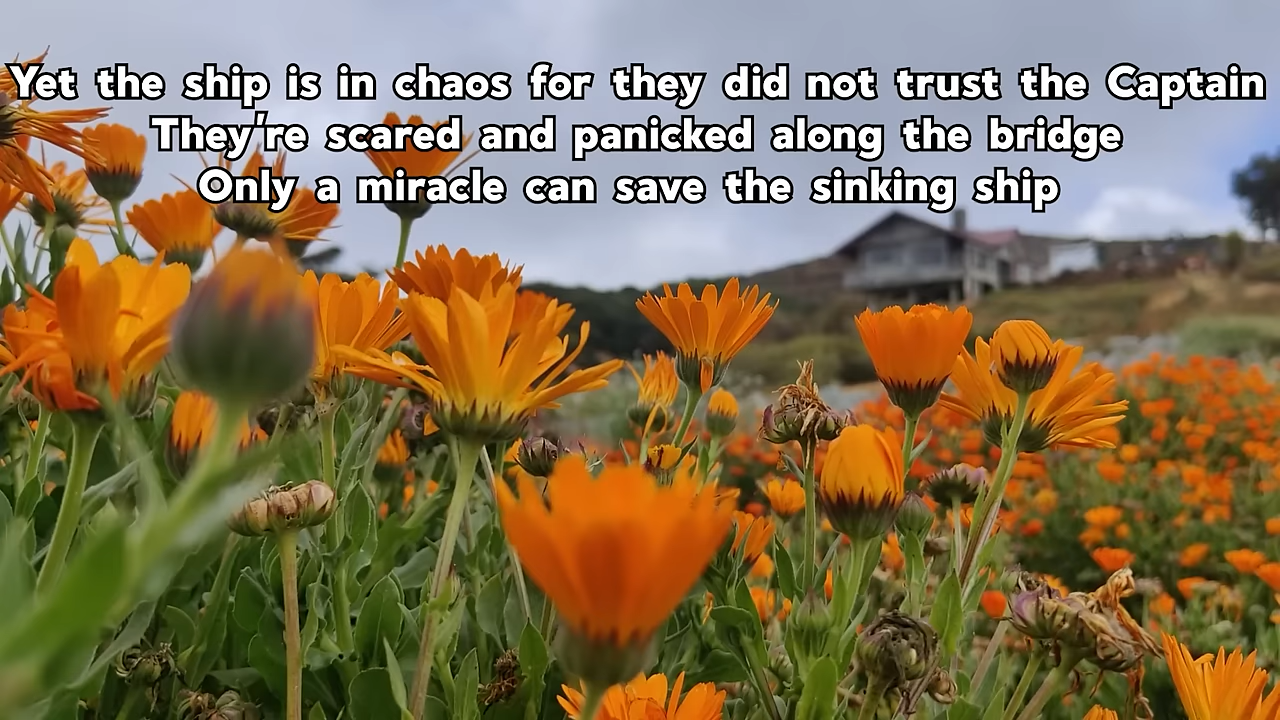 Yet the ship is in chaos for they did not trust the Captain
They're scared and panicked along the bridge
Only a miracle can save the sinking ship